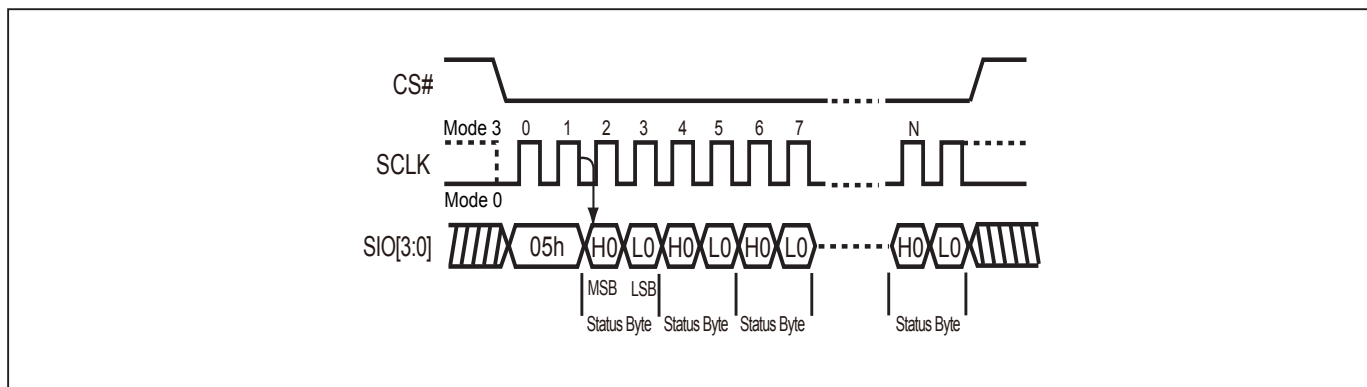 CS#
Mode 3 0 1 2 3 4 5 6 7 N
SCLK
Mode 0
SIO[3:0] 05h H0 L0 H0 L0 H0 L0 H0 L0
MSB LSB
Status Byte Status Byte Status Byte Status Byte